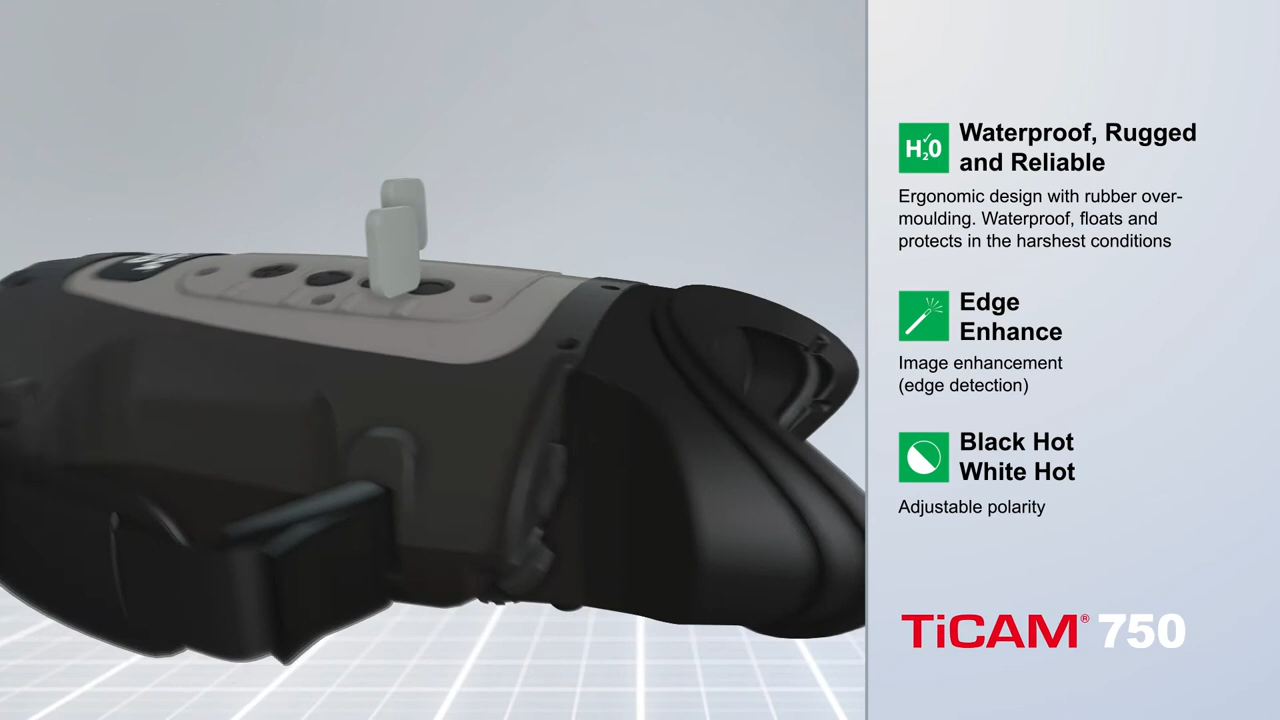 H₂O
Waterproof, Rugged
and Reliable
Ergonomic design with rubber over-
moulding. Waterproof, floats and
protects in the harshest conditions
Edge
Enhance
Image enhancement
(edge detection)
Black Hot
White Hot
Adjustable polarity
TiCAM® 750